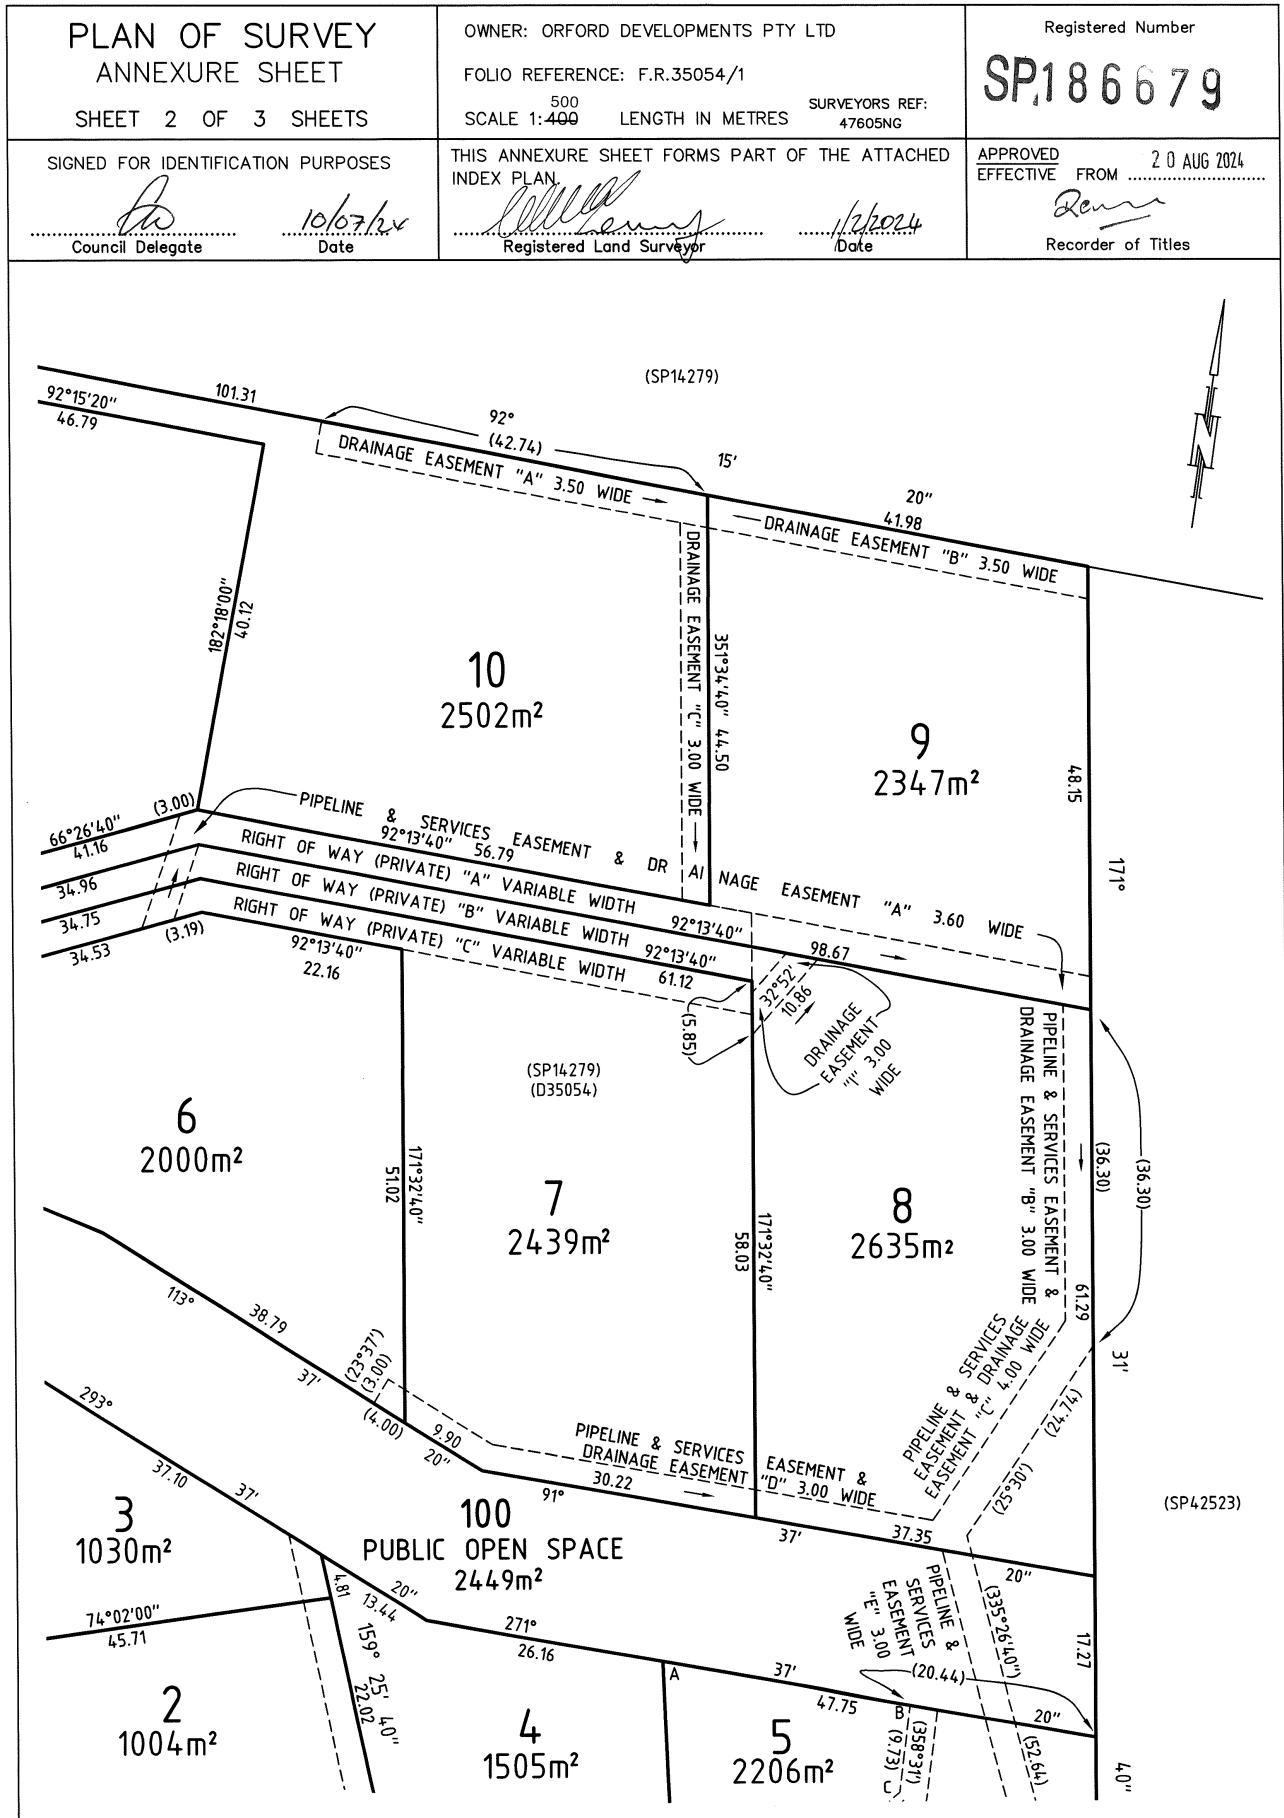 PLAN OF SURVEY
ANNEXURE SHEET
SHEET 2 OF 3 SHEETS
OWNER: ORFORD DEVELOPMENTS PTY LTD
FOLIO REFERENCE: F.R.35054/1
500
SCALE 1:400 LENGTH IN METRES
SURVEYORS REF:
47605NG
Registered Number
SP186679
SIGNED FOR IDENTIFICATION PURPOSES
10/07/24
Council Delegate Date
THIS ANNEXURE SHEET FORMS PART OF THE ATTACHED
INDEX PLAN.
1/2/2024
Registered Land Surveyor Date
APPROVED
EFFECTIVE FROM 20 AUG 2024
Recorder of Titles
(SP14279)
92°15'20"
46.79
101.31
92°
(42.74)
15'
20"
41.98
DRAINAGE EASEMENT "A" 3.50 WIDE
DRAINAGE EASEMENT "B" 3.50 WIDE
DRAINAGE EASEMENT "C" 3.00 WIDE
351°34'40" 44.50
182°18'00"
40.12
10
2502m²
9
2347m²
48.15
171°
66°26'40"
41.16
(3.00)
34.96
34.75
34.53
(3.19)
PIPELINE & SERVICES EASEMENT & DRAINAGE EASEMENT "A" 3.60 WIDE
92°13'40" 56.79
RIGHT OF WAY (PRIVATE) "A" VARIABLE WIDTH
92°13'40"
98.67
RIGHT OF WAY (PRIVATE) "B" VARIABLE WIDTH
92°13'40"
61.12
RIGHT OF WAY (PRIVATE) "C" VARIABLE WIDTH
92°13'40"
22.16
32°52'
10.86
(5.85)
DRAINAGE
EASEMENT
"I" 3.00
WIDE
(SP14279)
(D35054)
6
2000m²
171°32'40"
51.02
7
2439m²
171°32'40"
58.03
8
2635m²
PIPELINE & SERVICES EASEMENT &
DRAINAGE EASEMENT "B" 3.00 WIDE
(36.30)
(36.30)
61.29
31'
PIPELINE & SERVICES
EASEMENT & DRAINAGE
EASEMENT "C" 4.00 WIDE
(24.74)
(25°30')
113°
38.79
37'
(23°37')
(3.00)
(4.00)
9.90
20"
PIPELINE & SERVICES EASEMENT &
DRAINAGE EASEMENT "D" 3.00 WIDE
30.22
91°
37'
37.35
20"
(SP42523)
293°
37.10
37'
3
1030m²
100
PUBLIC OPEN SPACE
2449m²
4.81
20"
13.44
74°02'00"
45.71
159° 25' 40"
22.02
271°
26.16
PIPELINE &
SERVICES
EASEMENT
"E" 3.00
WIDE
(335°26'40")
17.27
(20.44)
A
37'
47.75
B
20"
2
1004m²
4
1505m²
5
2206m²
(9.73)
(358°31')
C
(52.64)
40"